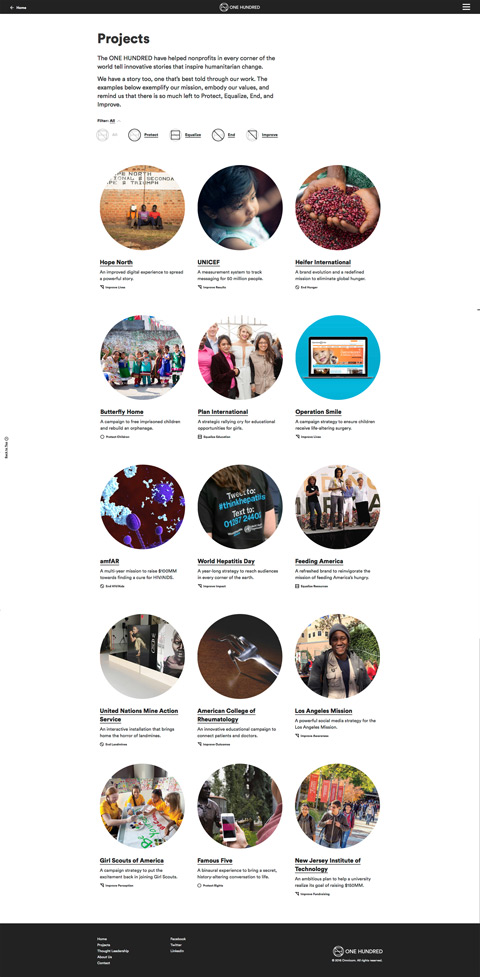 Home
ONE HUNDRED
Projects
The ONE HUNDRED have helped nonprofits in every corner of the
world tell innovative stories that inspire humanitarian change.
We have a story too, one that's best told through our work. The
examples below exemplify our mission, embody our values, and
remind us that there is so much left to Protect, Equalize, End, and
Improve.
Filter: All
All
Protect
Equalize
End
Improve
Hope North
An improved digital experience to spread
a powerful story.
Improve Lives
UNICEF
A measurement system to track
messaging for 50 million people.
Improve Results
Heifer International
A brand evolution and a redefined
mission to eliminate global hunger.
End Hunger
Butterfly Home
A campaign to free imprisoned children
and rebuild an orphanage.
Protect Children
Plan International
A strategic rallying cry for educational
opportunities for girls.
Equalize Education
Operation Smile
A campaign strategy to ensure children
receive life-altering surgery.
Improve Lives
Back to Top
amfAR
A multi-year mission to raise $100MM
towards finding a cure for HIV/AIDS.
End HIV/Aids
Tweet to:
#thinkhepatitis
Text to:
World Hepatitis Day
A year-long strategy to reach audiences
in every corner of the earth.
Improve Impact
Feeding America
A refreshed brand to reinvigorate the
mission of feeding America's hungry.
Equalize Resources
United Nations Mine Action
Service
An interactive installation that brings
home the horror of landmines.
End Landmines
American College of
Rheumatology
An innovative educational campaign to
connect patients and doctors.
Improve Outcomes
Los Angeles Mission
A powerful social media strategy for the
Los Angeles Mission.
Improve Awareness
Girl Scouts of America
A campaign strategy to put the
excitement back in joining Girl Scouts.
Improve Perception
Famous Five
A binaural experience to bring a secret,
history-altering conversation to life.
Protect Rights
New Jersey Institute of
Technology
An ambitious plan to help a university
realize its goal of raising $150MM.
Improve Fundraising
Home
Projects
Thought Leadership
About Us
Contact
Facebook
Twitter
LinkedIn
ONE HUNDRED
© 2016 Omnicom. All rights reserved.